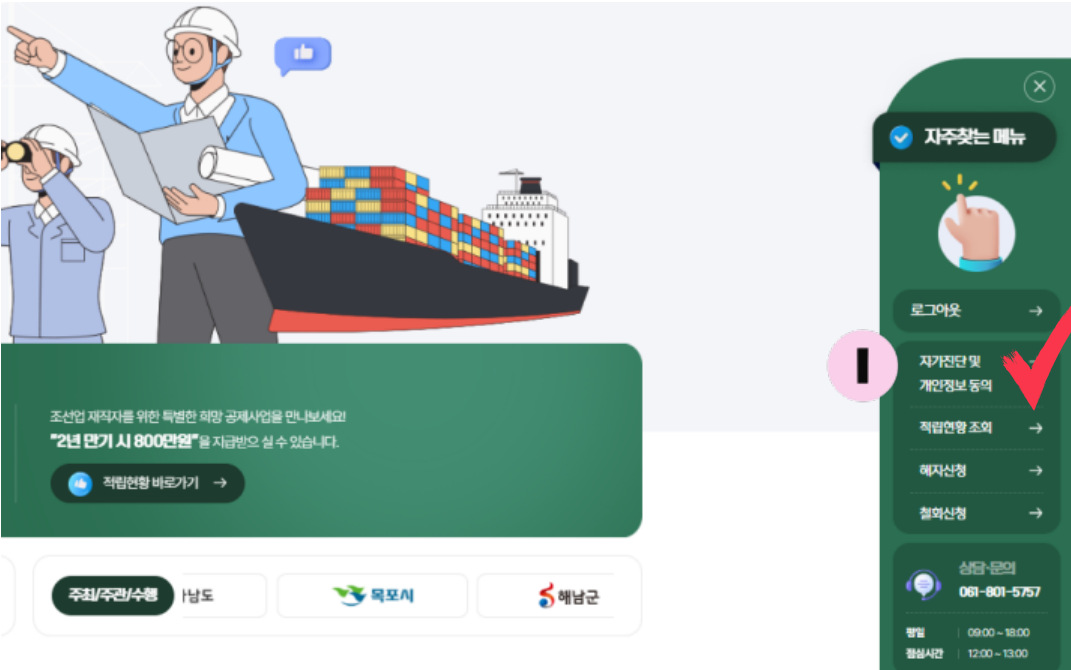 자주찾는 메뉴
로그아웃 →
1
자가진단 및
개인정보 동의
적립현황 조회 →
해지신청 →
철회신청 →
조선업 재직자를 위한 특별한 희망 공제사업을 만나보세요!
"2년 만기 시 800만원"을 지급받으 실 수 있습니다.
적립현황 바로가기 →
주최/주관/수행
남도
목포시
해남군
상담·문의
061-801-5757
평일 | 09:00 ~ 18:00
점심시간 | 12:00 ~ 13:00